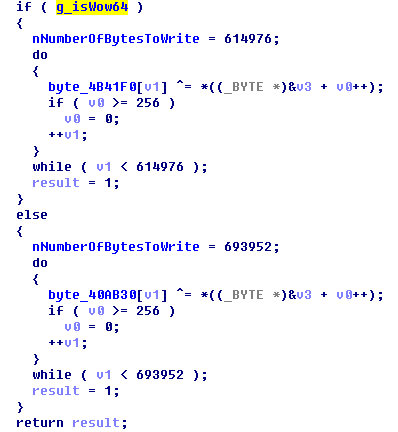 if ( g_isWow64 )
{
  nNumberOfBytesToWrite = 614976;
  do
  {
    byte_4B41F0[v1] ^= *((_BYTE *)&v3 + v0++);
    if ( v0 >= 256 )
      v0 = 0;
    ++v1;
  }
  while ( v1 < 614976 );
  result = 1;
}
else
{
  nNumberOfBytesToWrite = 693952;
  do
  {
    byte_40AB30[v1] ^= *((_BYTE *)&v3 + v0++);
    if ( v0 >= 256 )
      v0 = 0;
    ++v1;
  }
  while ( v1 < 693952 );
  result = 1;
}
return result;